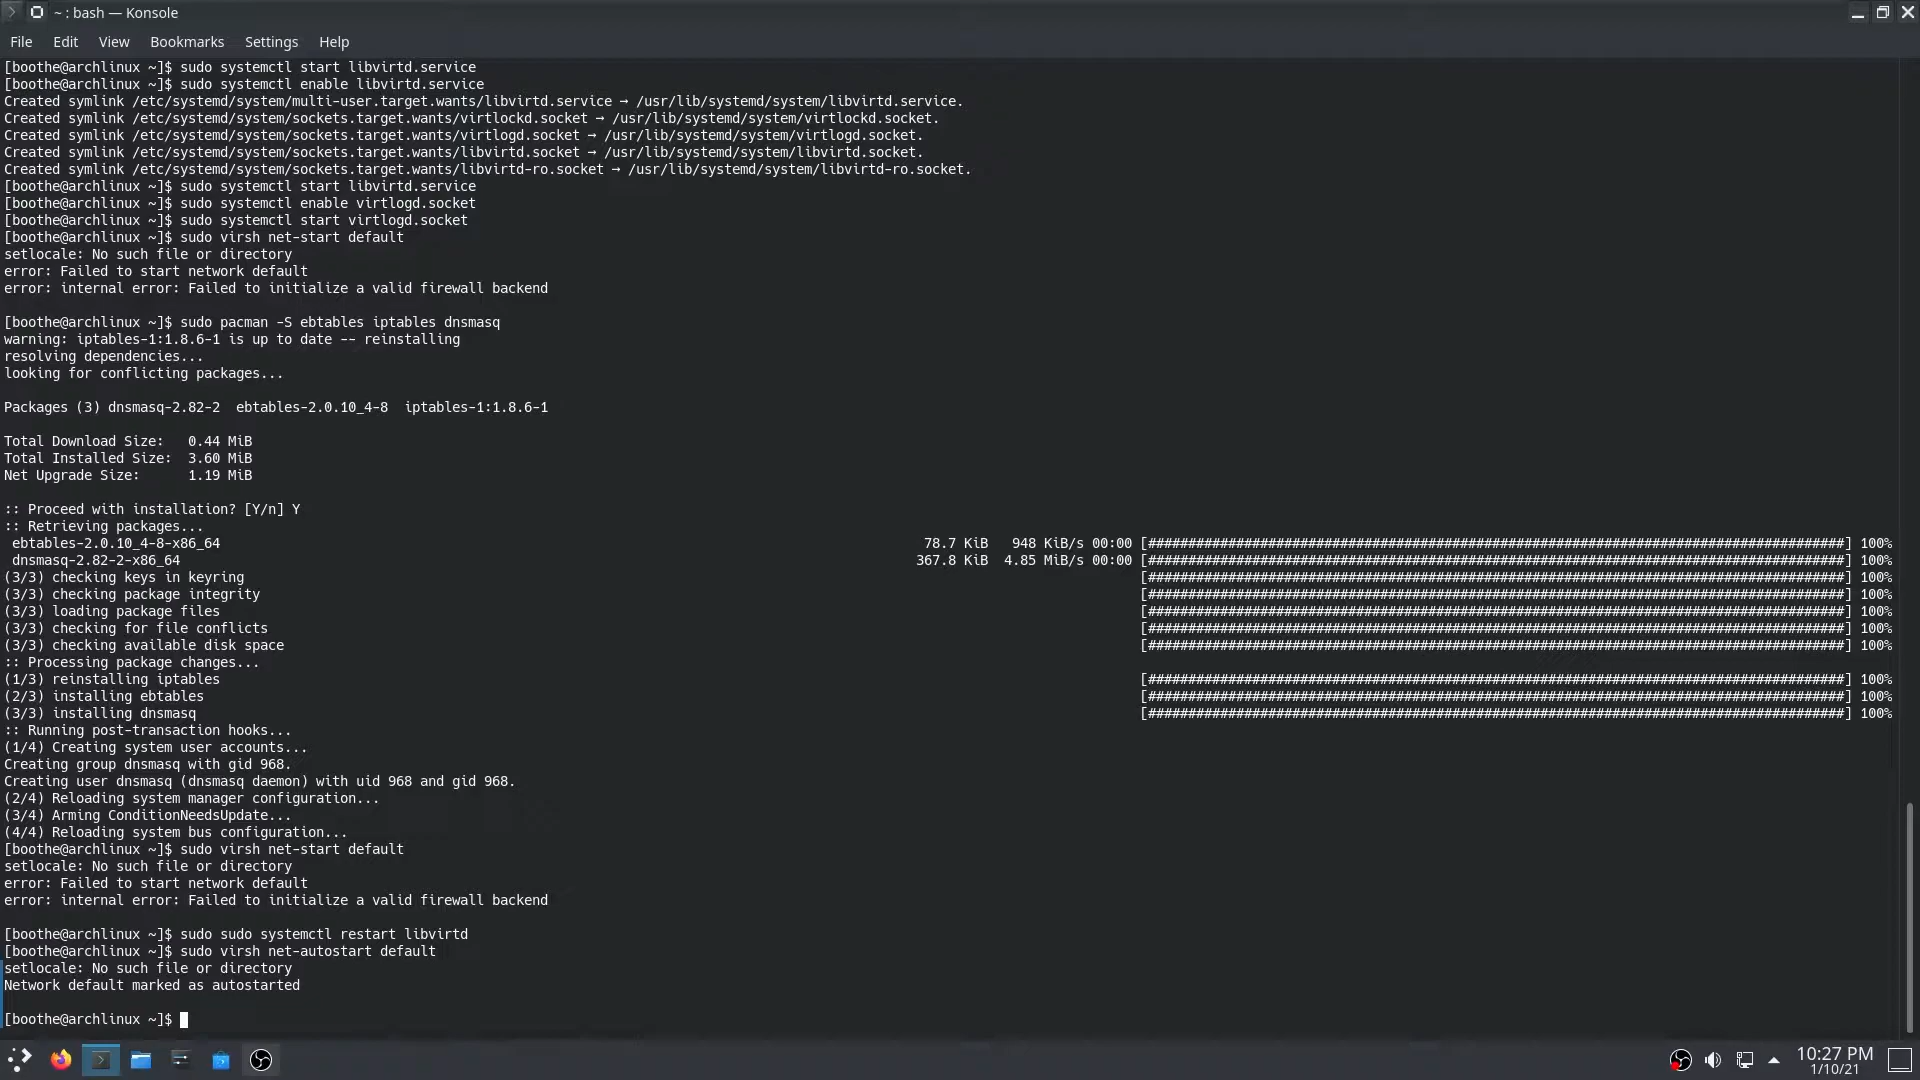 ~ : bash — Konsole
File Edit View Bookmarks Settings Help
[boothe@archlinux ~]$ sudo systemctl start libvirtd.service
[boothe@archlinux ~]$ sudo systemctl enable libvirtd.service
Created symlink /etc/systemd/system/multi-user.target.wants/libvirtd.service → /usr/lib/systemd/system/libvirtd.service.
Created symlink /etc/systemd/system/sockets.target.wants/virtlockd.socket → /usr/lib/systemd/system/virtlockd.socket.
Created symlink /etc/systemd/system/sockets.target.wants/virtlogd.socket → /usr/lib/systemd/system/virtlogd.socket.
Created symlink /etc/systemd/system/sockets.target.wants/libvirtd.socket → /usr/lib/systemd/system/libvirtd.socket.
Created symlink /etc/systemd/system/sockets.target.wants/libvirtd-ro.socket → /usr/lib/systemd/system/libvirtd-ro.socket.
[boothe@archlinux ~]$ sudo systemctl start libvirtd.service
[boothe@archlinux ~]$ sudo systemctl enable virtlogd.socket
[boothe@archlinux ~]$ sudo systemctl start virtlogd.socket
[boothe@archlinux ~]$ sudo virsh net-start default
setlocale: No such file or directory
error: Failed to start network default
error: internal error: Failed to initialize a valid firewall backend
[boothe@archlinux ~]$ sudo pacman -S ebtables iptables dnsmasq
warning: iptables-1:1.8.6-1 is up to date -- reinstalling
resolving dependencies...
looking for conflicting packages...
Packages (3) dnsmasq-2.82-2  ebtables-2.0.10_4-8  iptables-1:1.8.6-1
Total Download Size:   0.44 MiB
Total Installed Size:  3.60 MiB
Net Upgrade Size:      1.19 MiB
:: Proceed with installation? [Y/n] Y
:: Retrieving packages...
ebtables-2.0.10_4-8-x86_64 78.7 KiB 948 KiB/s 00:00 [#######################################################################################] 100%
dnsmasq-2.82-2-x86_64 367.8 KiB 4.85 MiB/s 00:00 [#######################################################################################] 100%
(3/3) checking keys in keyring [#######################################################################################] 100%
(3/3) checking package integrity [#######################################################################################] 100%
(3/3) loading package files [#######################################################################################] 100%
(3/3) checking for file conflicts [#######################################################################################] 100%
(3/3) checking available disk space [#######################################################################################] 100%
:: Processing package changes...
(1/3) reinstalling iptables [#######################################################################################] 100%
(2/3) installing ebtables [#######################################################################################] 100%
(3/3) installing dnsmasq [#######################################################################################] 100%
:: Running post-transaction hooks...
(1/4) Creating system user accounts...
Creating group dnsmasq with gid 968.
Creating user dnsmasq (dnsmasq daemon) with uid 968 and gid 968.
(2/4) Reloading system manager configuration...
(3/4) Arming ConditionNeedsUpdate...
(4/4) Reloading system bus configuration...
[boothe@archlinux ~]$ sudo virsh net-start default
setlocale: No such file or directory
error: Failed to start network default
error: internal error: Failed to initialize a valid firewall backend
[boothe@archlinux ~]$ sudo sudo systemctl restart libvirtd
[boothe@archlinux ~]$ sudo virsh net-autostart default
setlocale: No such file or directory
Network default marked as autostarted
[boothe@archlinux ~]$
10:27 PM
1/10/21